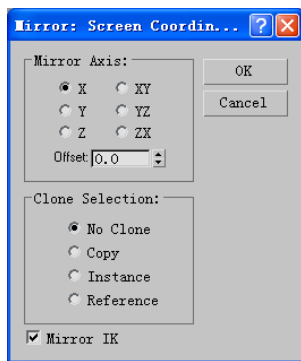 Mirror: Screen Coordin...
Mirror Axis:
OK
X XY
Cancel
Y YZ
Z ZX
Offset: 0.0
Clone Selection:
No Clone
Copy
Instance
Reference
Mirror IK